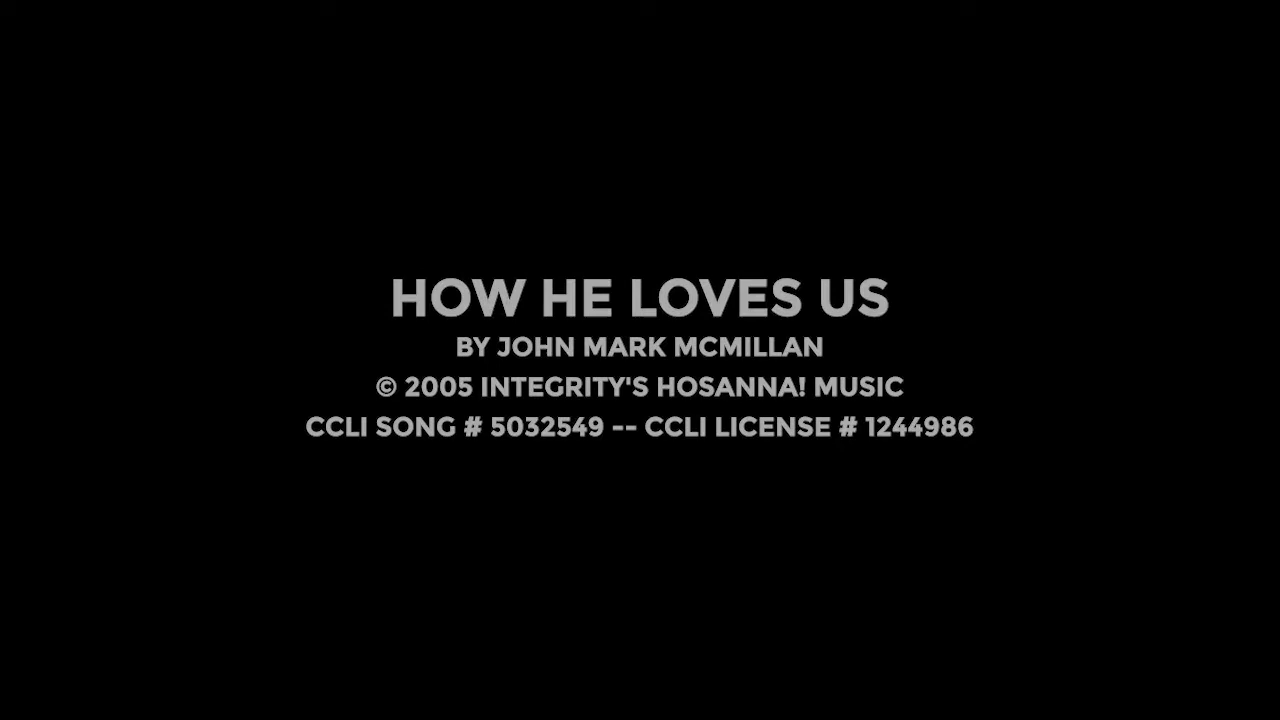 HOW HE LOVES US
BY JOHN MARK MCMILLAN
© 2005 INTEGRITY'S HOSANNA! MUSIC
CCLI SONG # 5032549 -- CCLI LICENSE # 1244986